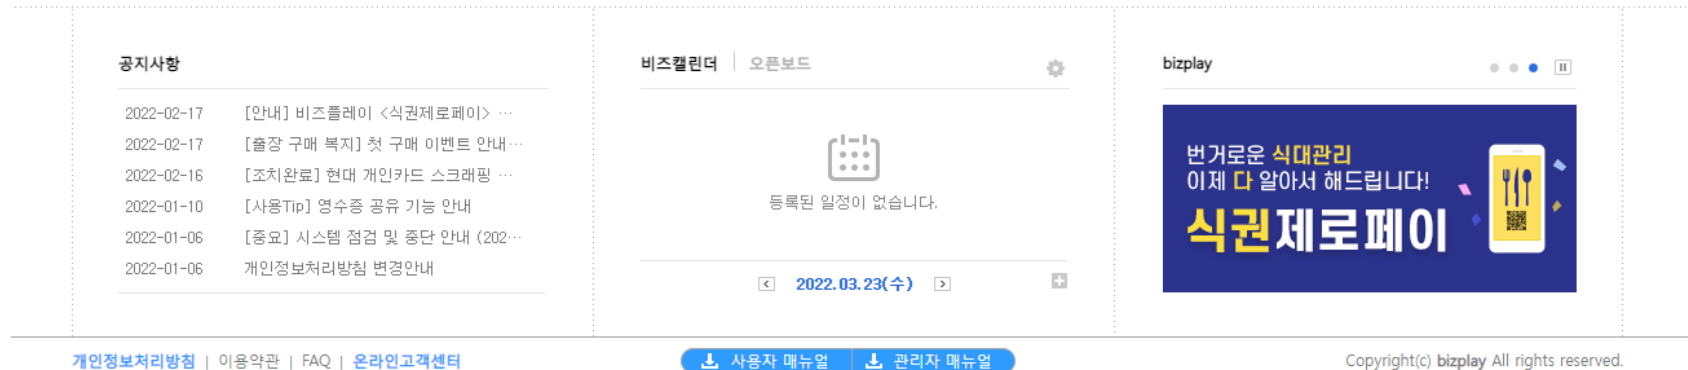 공지사항
2022-02-17 [안내] 비즈플레이 <식권제로페이> ···
2022-02-17 [출장 구매 복지] 첫 구매 이벤트 안내···
2022-02-16 [조치완료] 현대 개인카드 스크래핑 ···
2022-01-10 [사용Tip] 영수증 공유 기능 안내
2022-01-06 [중요] 시스템 점검 및 중단 안내 (202···
2022-01-06 개인정보처리방침 변경안내
비즈캘린더 | 오픈보드
등록된 일정이 없습니다.
< 2022.03.23(수) >
bizplay
번거로운 식대관리
이제 다 알아서 해드립니다!
식권제로페이
개인정보처리방침 | 이용약관 | FAQ | 온라인고객센터
사용자 매뉴얼 관리자 매뉴얼
Copyright(c) bizplay All rights reserved.